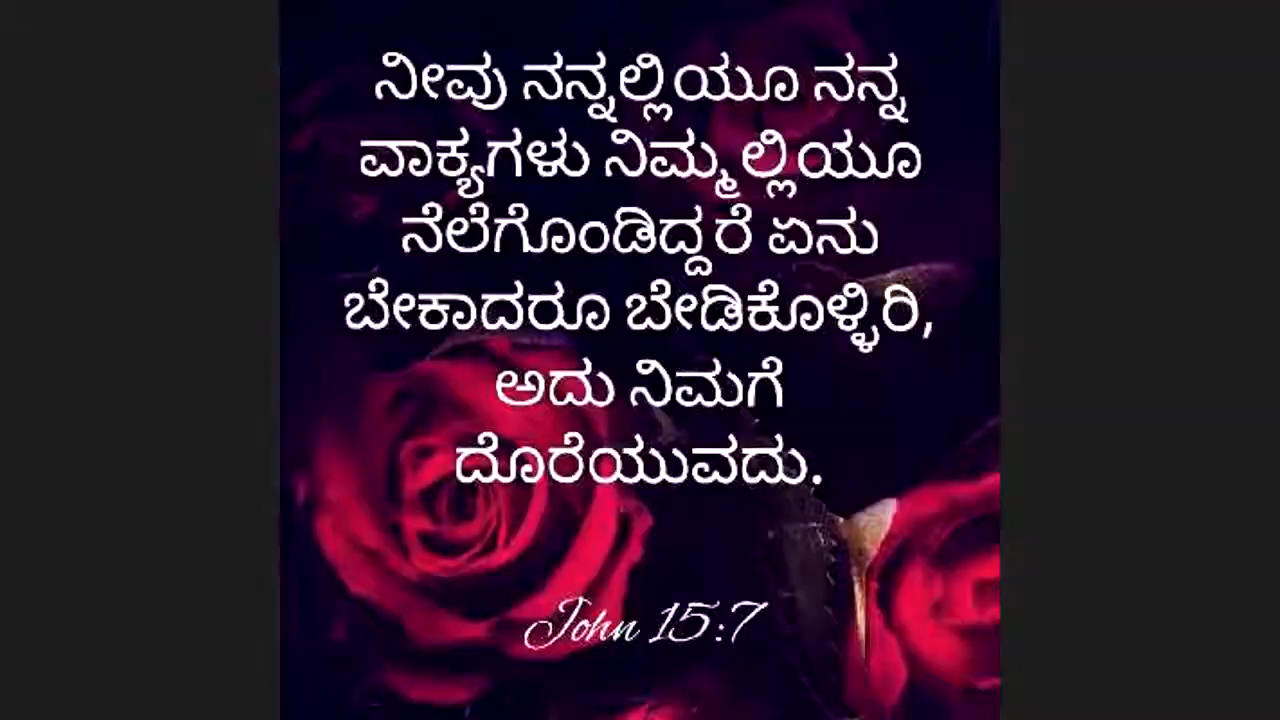 ನೀವು ನನ್ನಲ್ಲಿಯೂ ನನ್ನ
ವಾಕ್ಯಗಳು ನಿಮ್ಮಲ್ಲಿಯೂ
ನೆಲೆಗೊಂಡಿದ್ದರೆ ಏನು
ಬೇಕಾದರೂ ಬೇಡಿಕೊಳ್ಳಿರಿ,
ಅದು ನಿಮಗೆ
ದೊರೆಯುವದು.
John 15:7